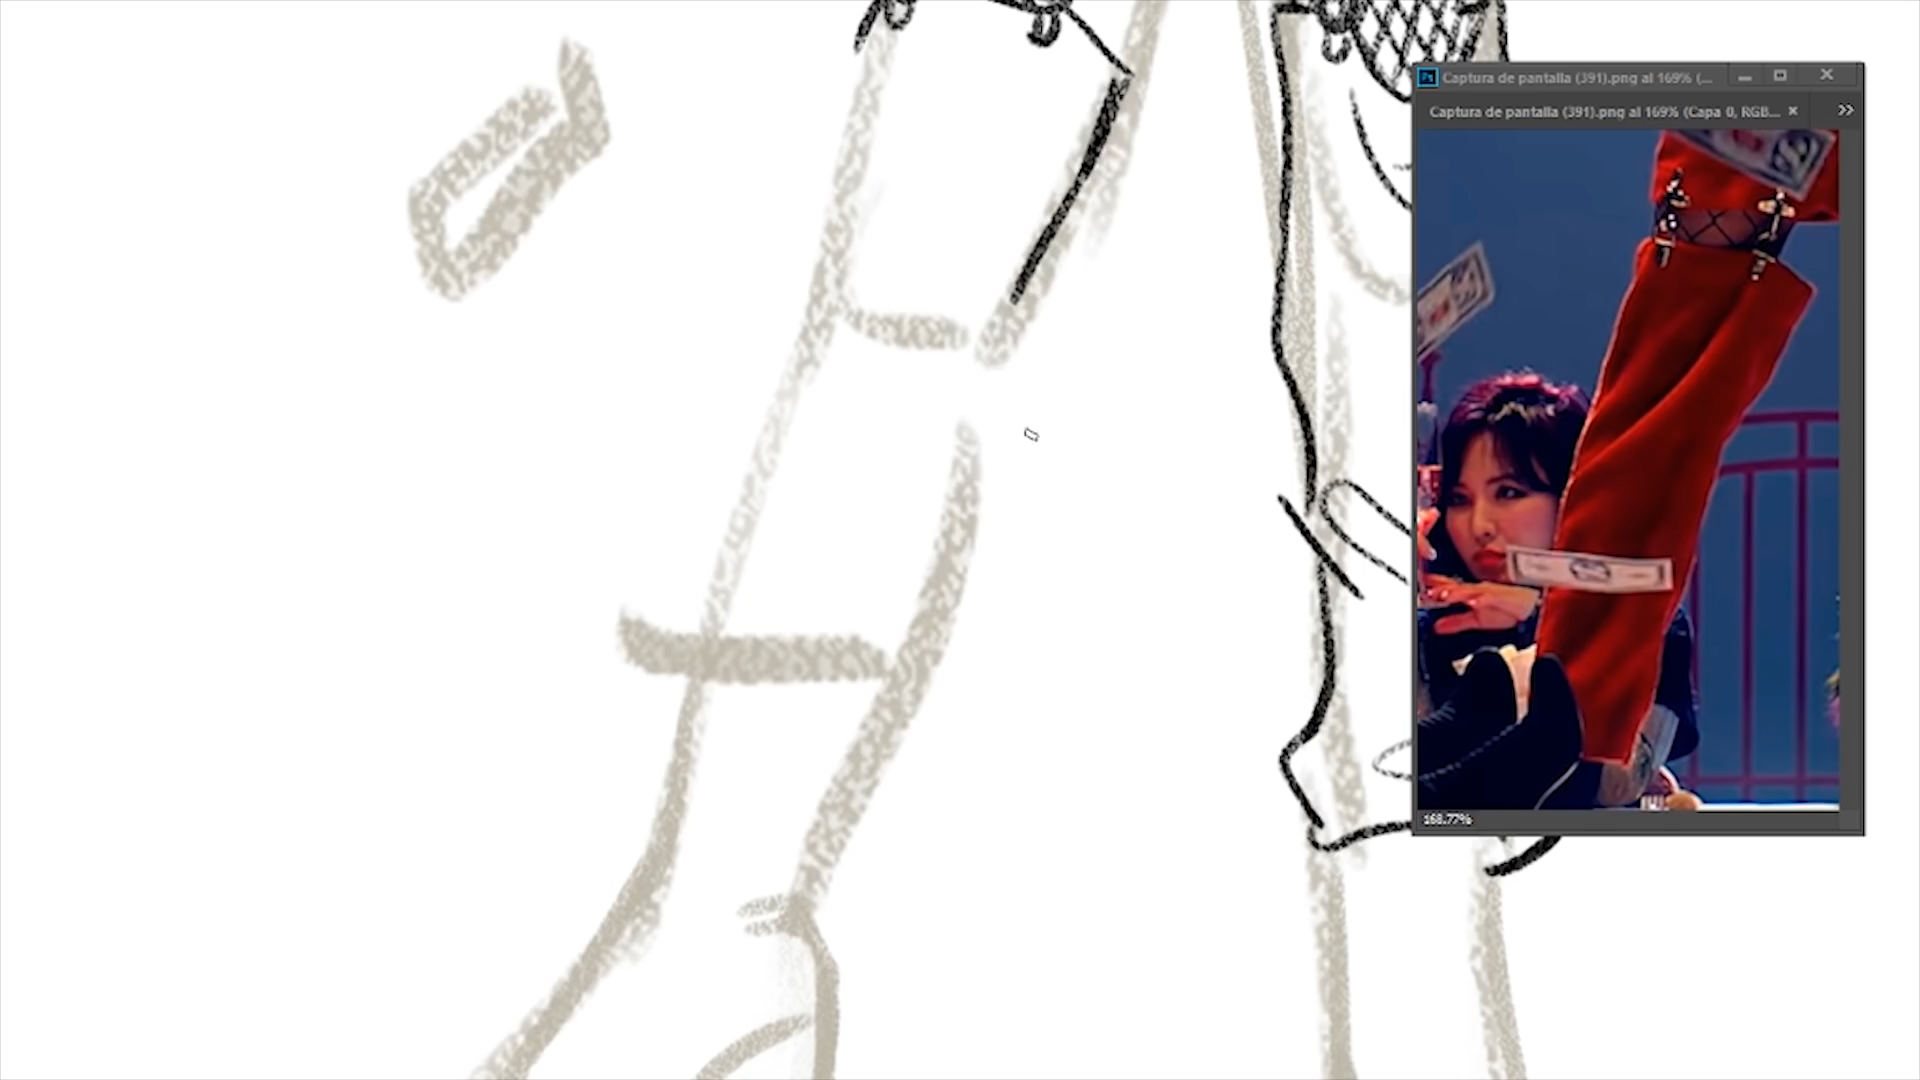 Ps Captura de pantalla (391).png al 169% (...
Captura de pantalla (391).png al 169% (Capa 0, RGB...
168.77%